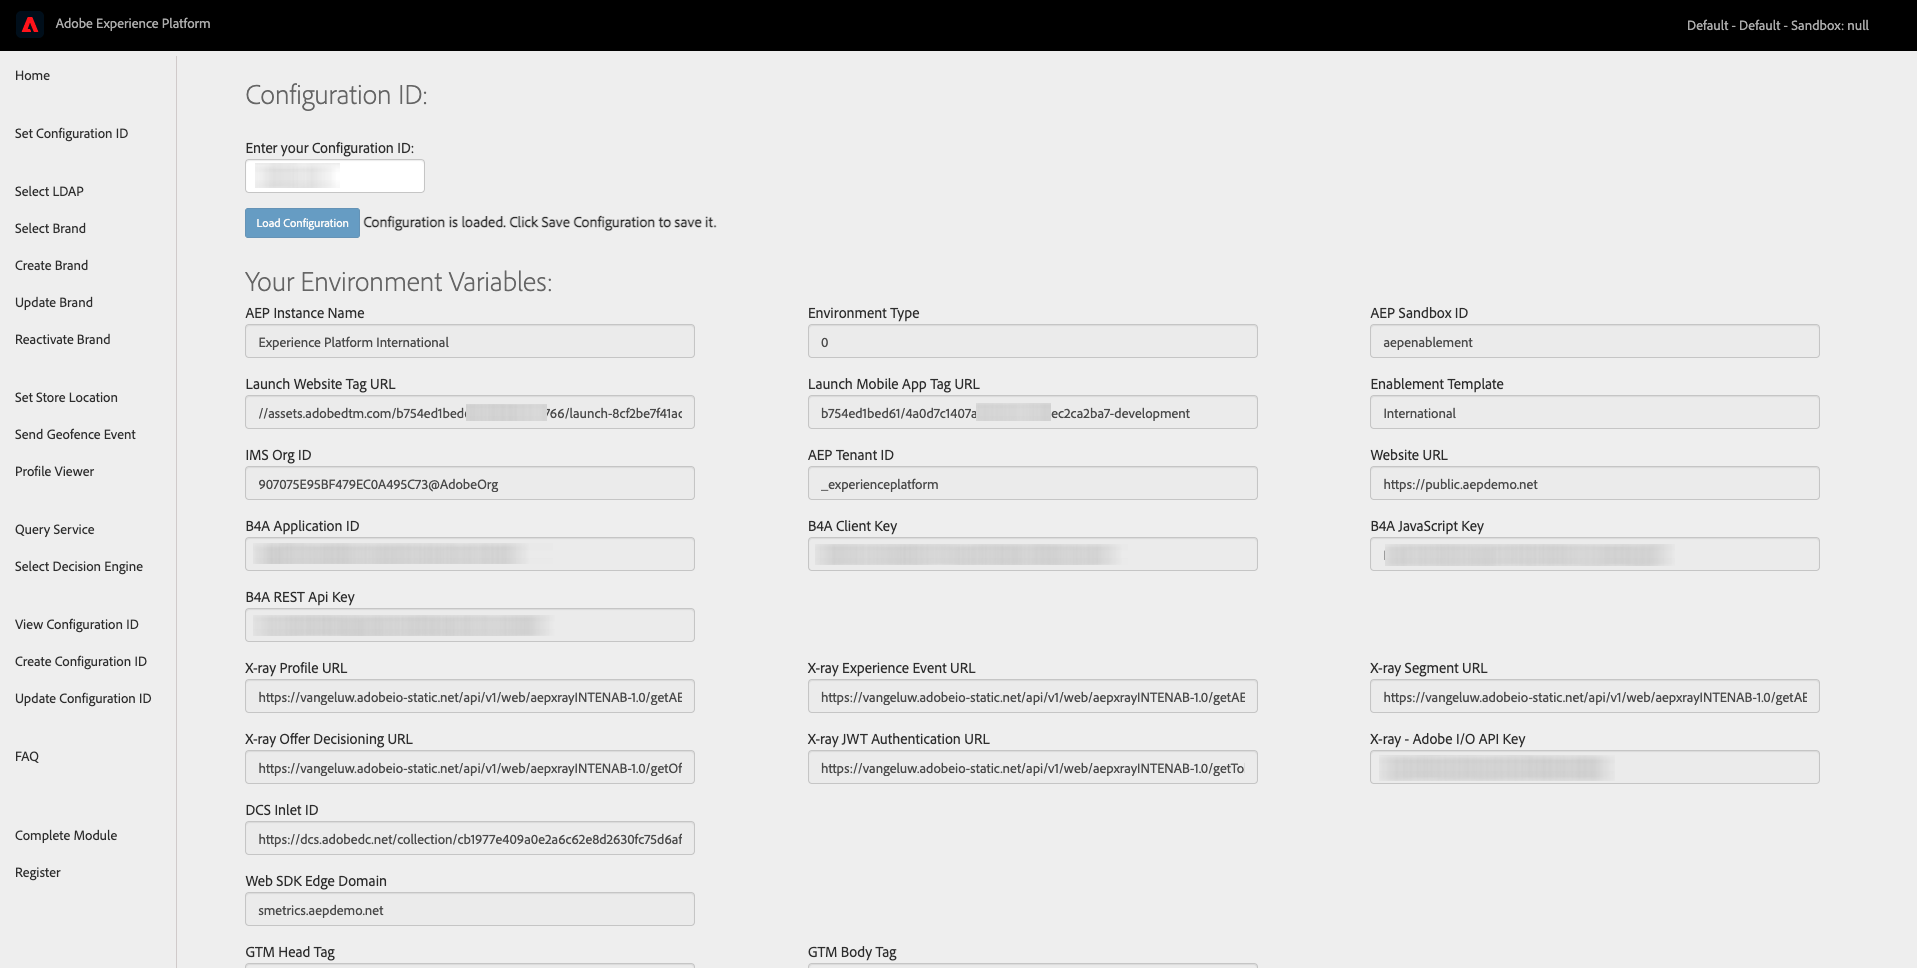 Adobe Experience Platform
Default - Default - Sandbox: null
Home
Set Configuration ID
Select LDAP
Select Brand
Create Brand
Update Brand
Reactivate Brand
Set Store Location
Send Geofence Event
Profile Viewer
Query Service
Select Decision Engine
View Configuration ID
Create Configuration ID
Update Configuration ID
FAQ
Complete Module
Register
Configuration ID:
Enter your Configuration ID:
Load Configuration Configuration is loaded. Click Save Configuration to save it.
Your Environment Variables:
AEP Instance Name
Experience Platform International
Environment Type
0
AEP Sandbox ID
aepenablement
Launch Website Tag URL
//assets.adobedtm.com/b754ed1bed 766/launch-8cf2be7f41ac
Launch Mobile App Tag URL
b754ed1bed61/4a0d7c1407a ec2ca2ba7-development
Enablement Template
International
IMS Org ID
907075E95BF479EC0A495C73@AdobeOrg
AEP Tenant ID
_experienceplatform
Website URL
https://public.aepdemo.net
B4A Application ID
B4A Client Key
B4A JavaScript Key
B4A REST Api Key
X-ray Profile URL
https://vangeluw.adobeio-static.net/api/v1/web/aepxrayINTENAB-1.0/getAE
X-ray Experience Event URL
https://vangeluw.adobeio-static.net/api/v1/web/aepxrayINTENAB-1.0/getAE
X-ray Segment URL
https://vangeluw.adobeio-static.net/api/v1/web/aepxrayINTENAB-1.0/getAE
X-ray Offer Decisioning URL
https://vangeluw.adobeio-static.net/api/v1/web/aepxrayINTENAB-1.0/getOf
X-ray JWT Authentication URL
https://vangeluw.adobeio-static.net/api/v1/web/aepxrayINTENAB-1.0/getTo
X-ray - Adobe I/O API Key
DCS Inlet ID
https://dcs.adobedc.net/collection/cb1977e409a0e2a6c62e8d2630fc75d6af
Web SDK Edge Domain
smetrics.aepdemo.net
GTM Head Tag
GTM Body Tag